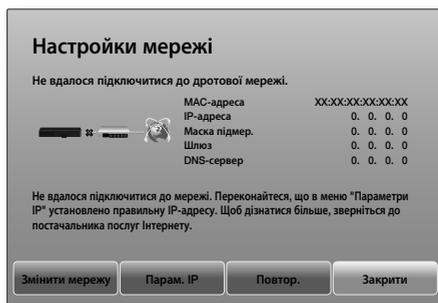 Настройки мережі
Не вдалося підключитися до дротової мережі.
MAC-адреса XX:XX:XX:XX:XX:XX
IP-адреса 0. 0. 0. 0
Маска підмер. 0. 0. 0. 0
Шлюз 0. 0. 0. 0
DNS-сервер 0. 0. 0. 0
Не вдалося підключитися до мережі. Переконайтеся, що в меню "Параметри
IP" установлено правильну IP-адресу. Щоб дізнатися більше, зверніться до
постачальника послуг Інтернету.
Змінити мережу Парам. IP Повтор. Закрити